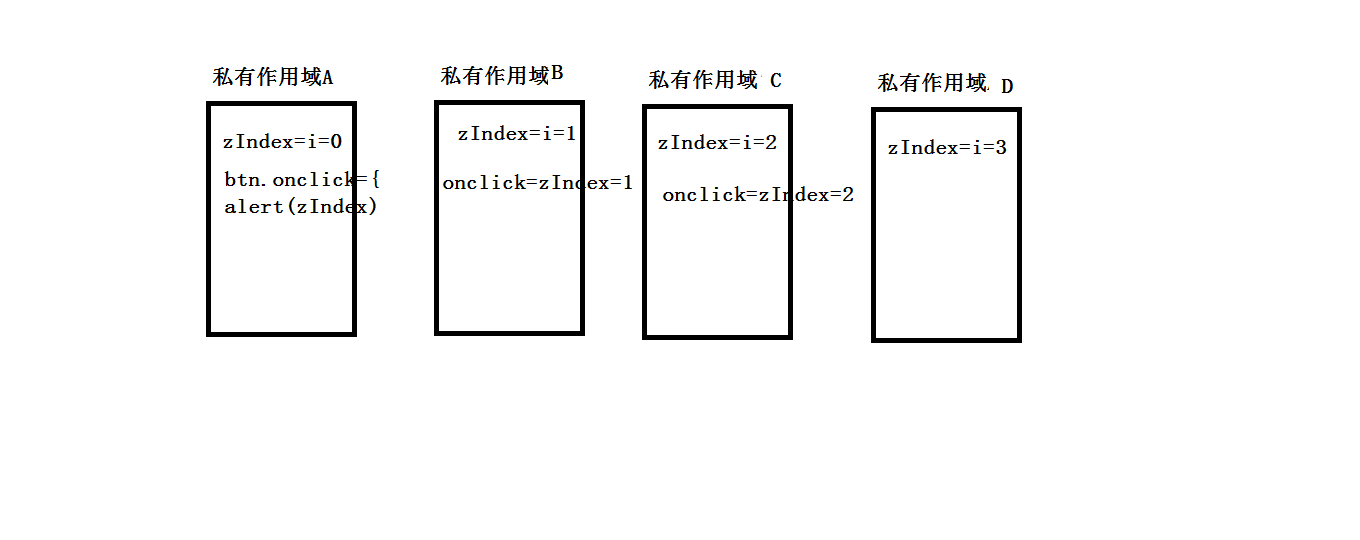 私有作用域A
zIndex=i=0
btn.onclick={
alert(zIndex)
私有作用域B
zIndex=i=1
onclick=zIndex=1
私有作用域 C
zIndex=i=2
onclick=zIndex=2
私有作用域 D
zIndex=i=3